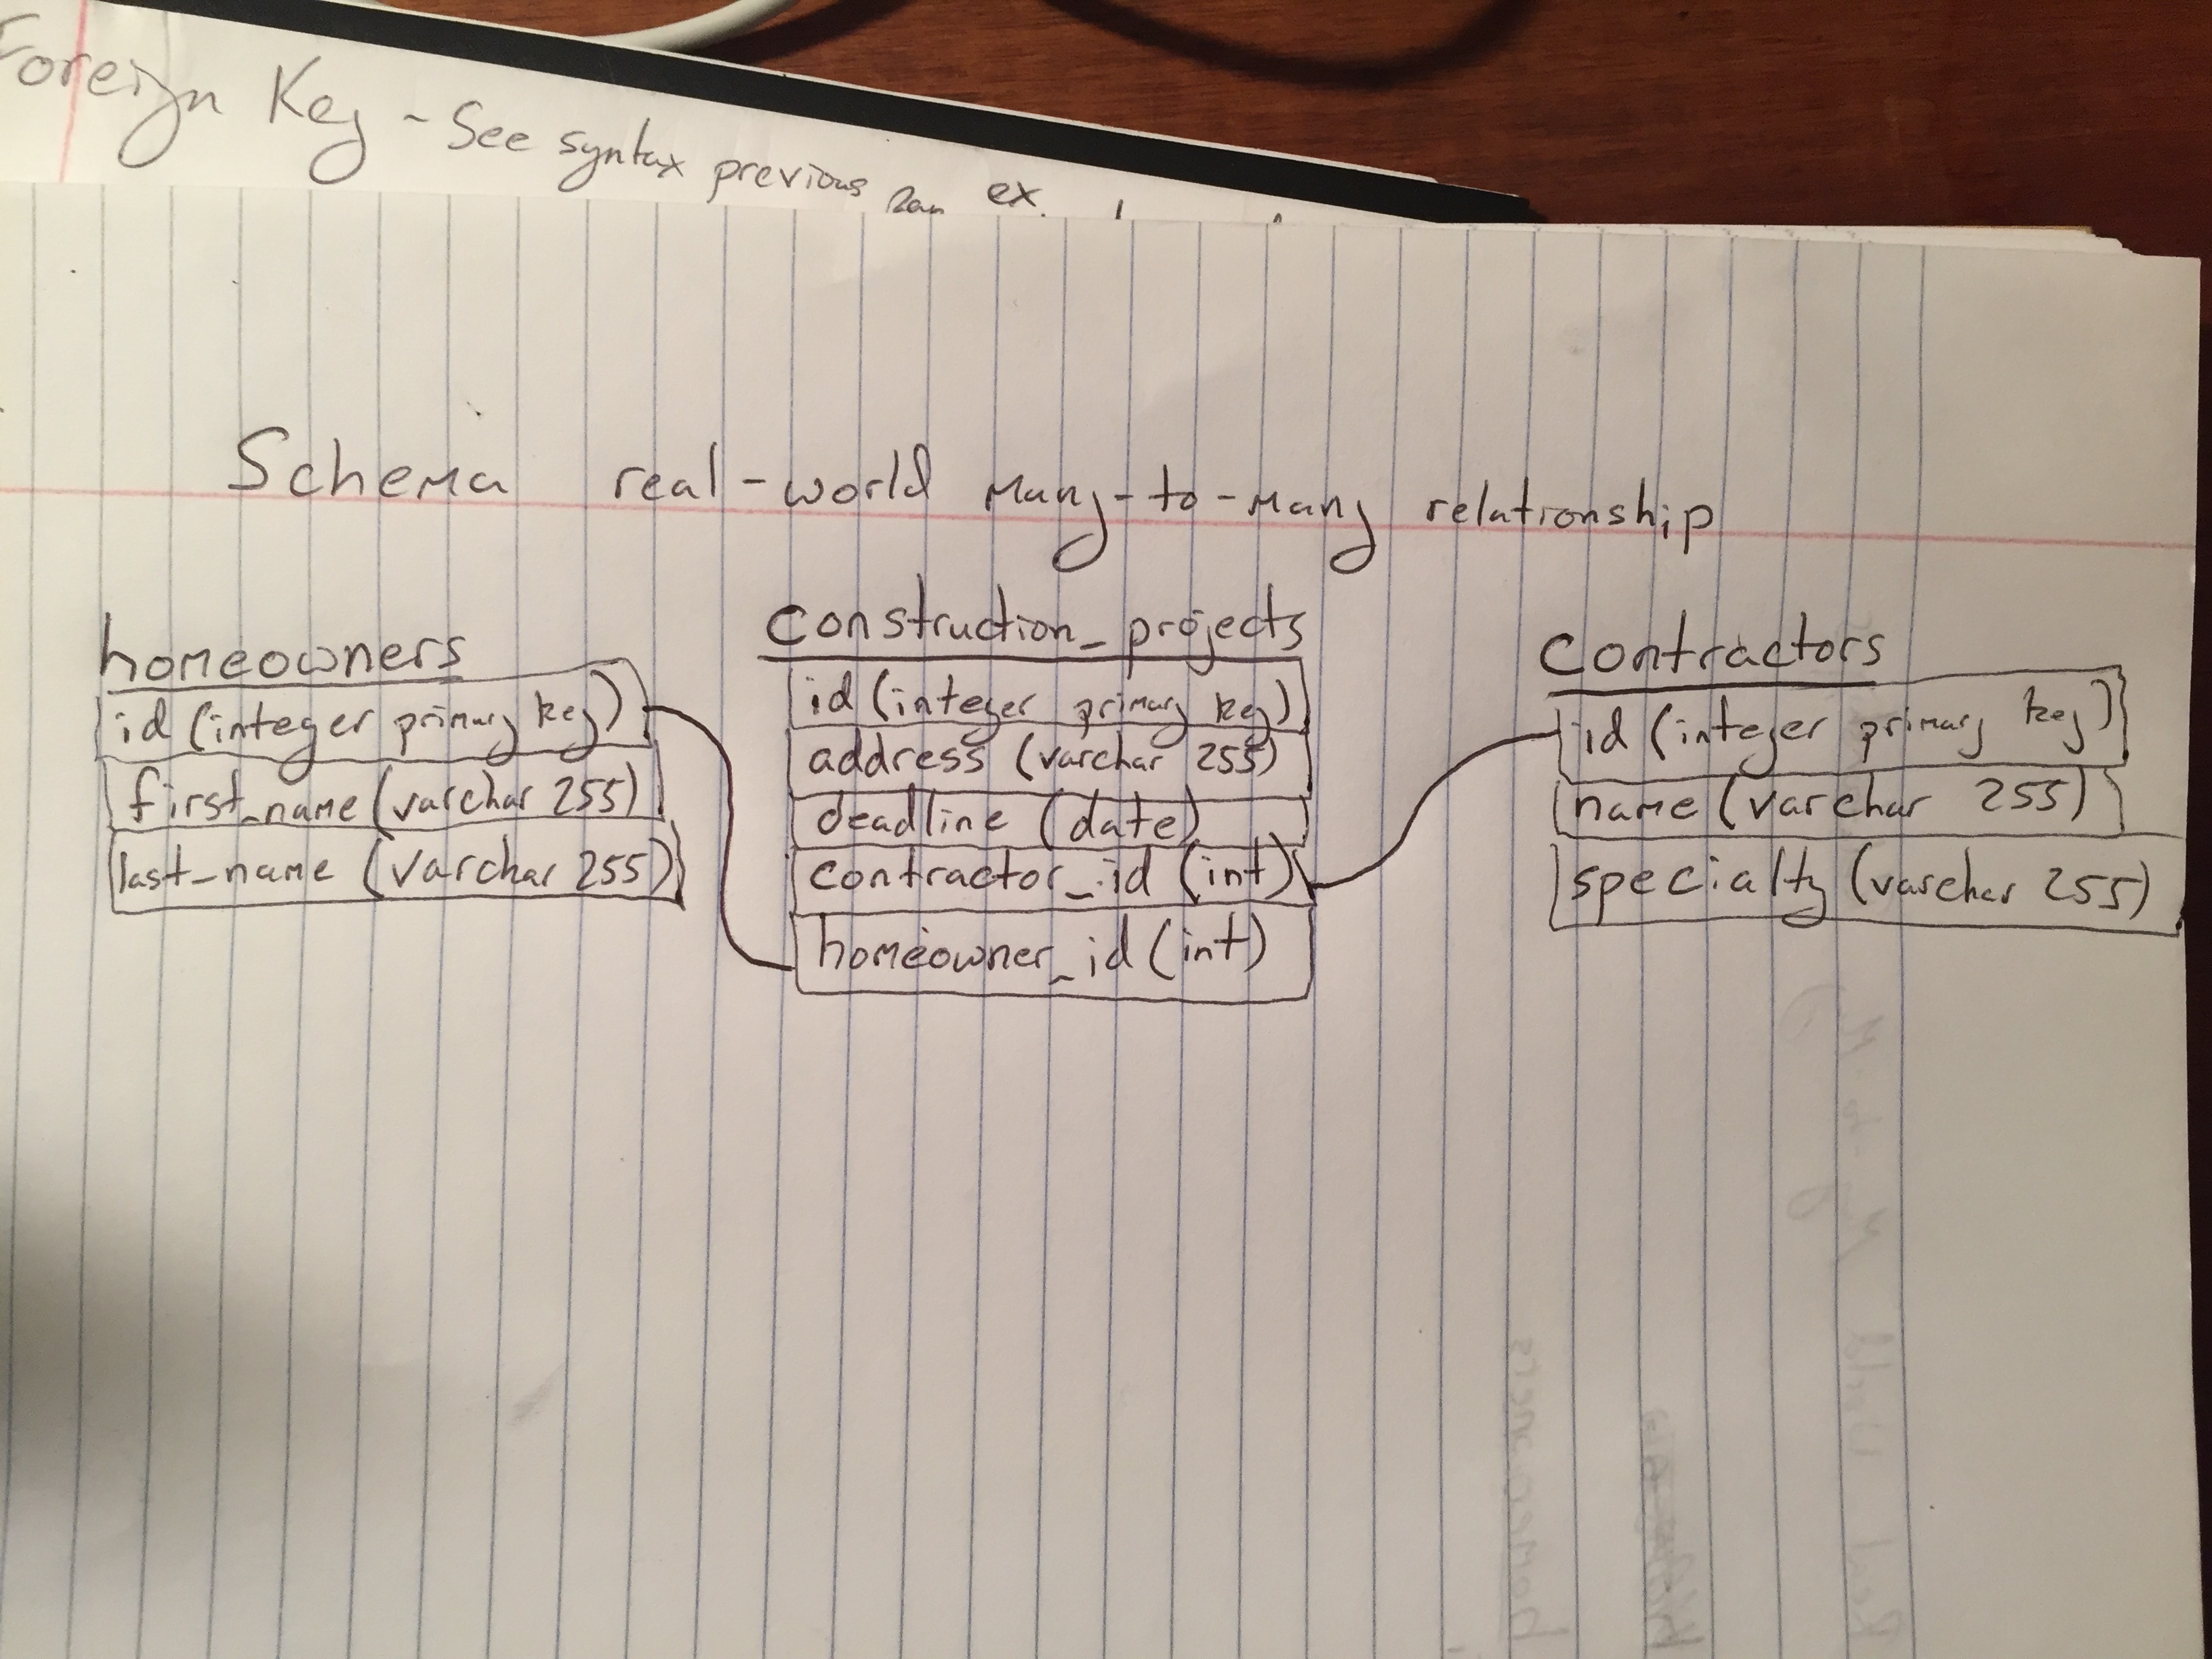 Foreign Key - See syntax previous ex.
Schema real-world many-to-many relationship
homeowners
id (integer primary key)
first_name (varchar 255)
last_name (varchar 255)
construction_projects
id (integer primary key)
address (varchar 255)
deadline (date)
contractor_id (int)
homeowner_id (int)
contractors
id (integer primary key)
name (varchar 255)
specialty (varchar 255)
homeowners